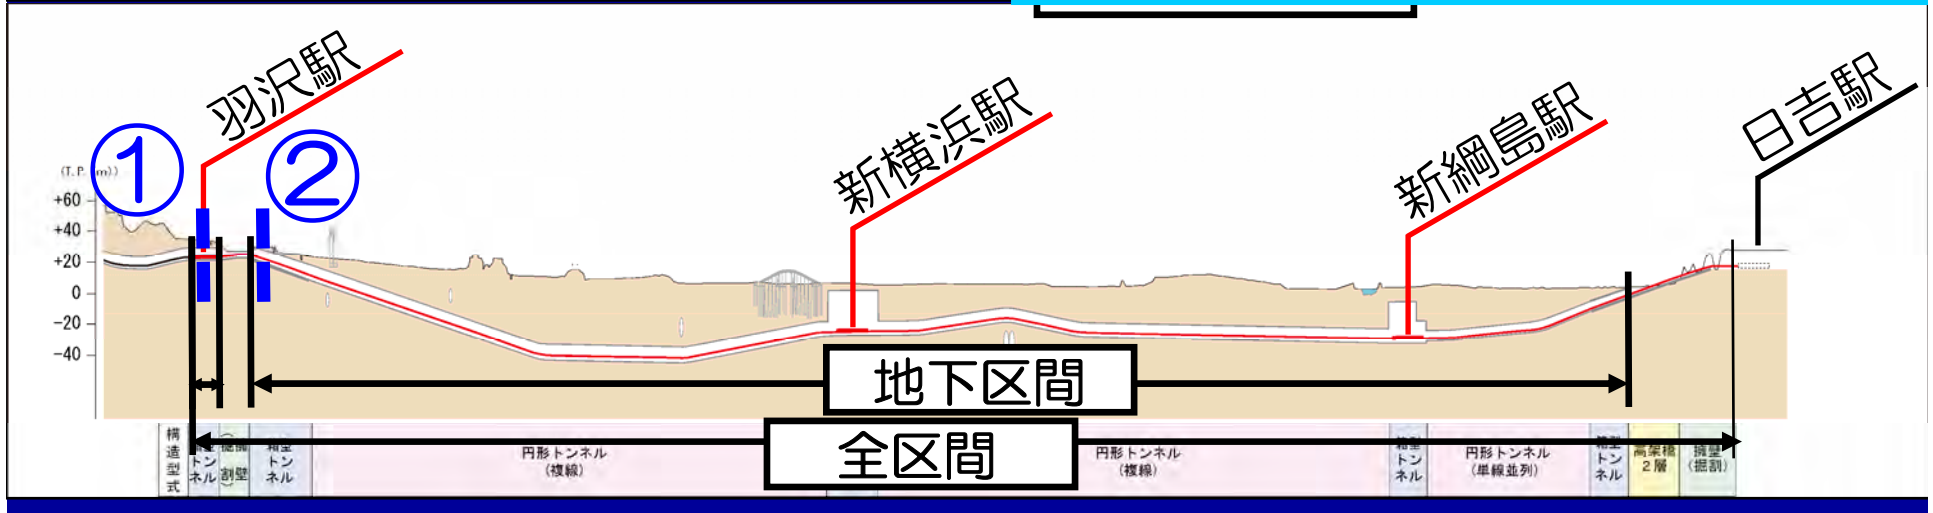 羽沢駅
新横浜駅
新綱島駅
日吉駅
①
②
(T.P. m))
+60
+40
+20
0
-20
-40
地下区間
全区間
構造型式
トンネル
トンネル
円形トンネル
(複線)
円形トンネル
(複線)
トンネル
円形トンネル
(単線並列)
トンネル
高架橋
2層
擁壁
(掘割)